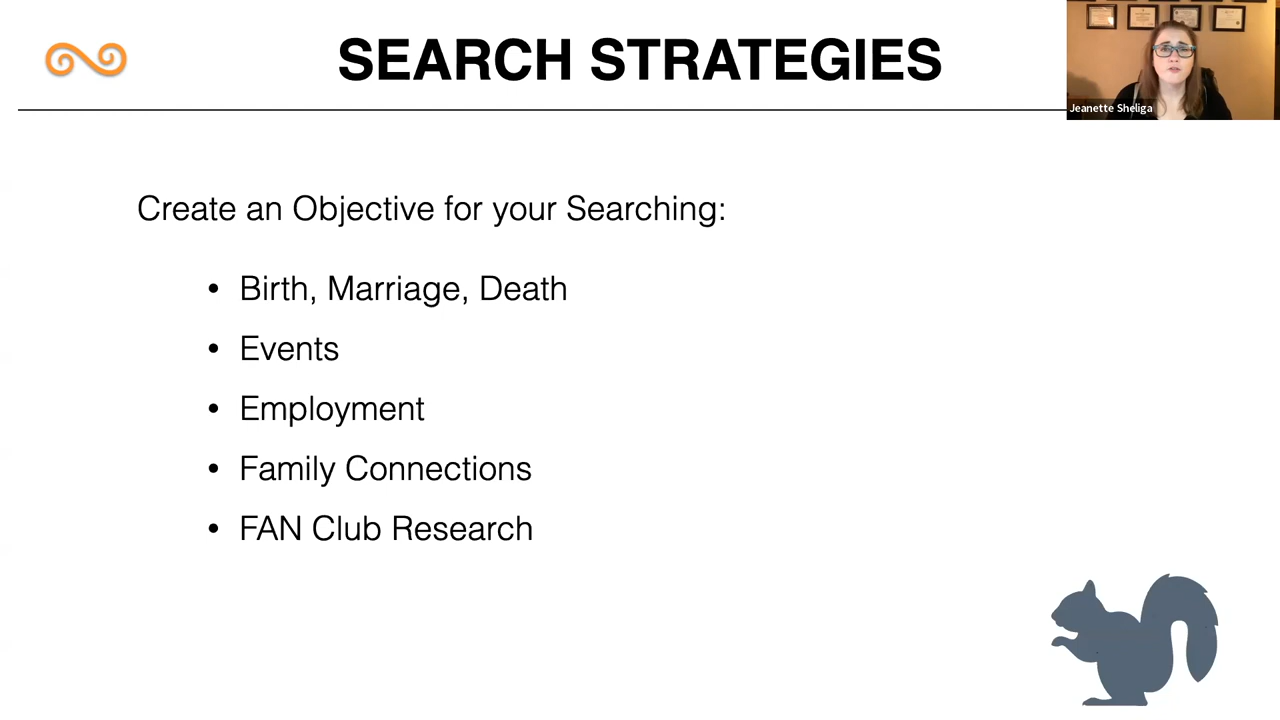 SEARCH STRATEGIES
Jeanette Sheliga
Create an Objective for your Searching:
• Birth, Marriage, Death
• Events
• Employment
• Family Connections
• FAN Club Research